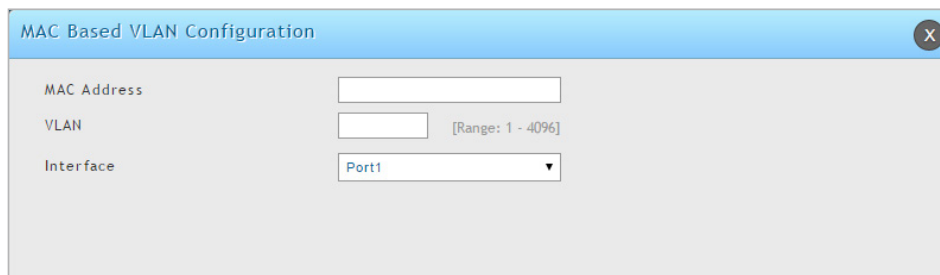 MAC Based VLAN Configuration
X
MAC Address
VLAN
[Range: 1 - 4096]
Interface
Port1